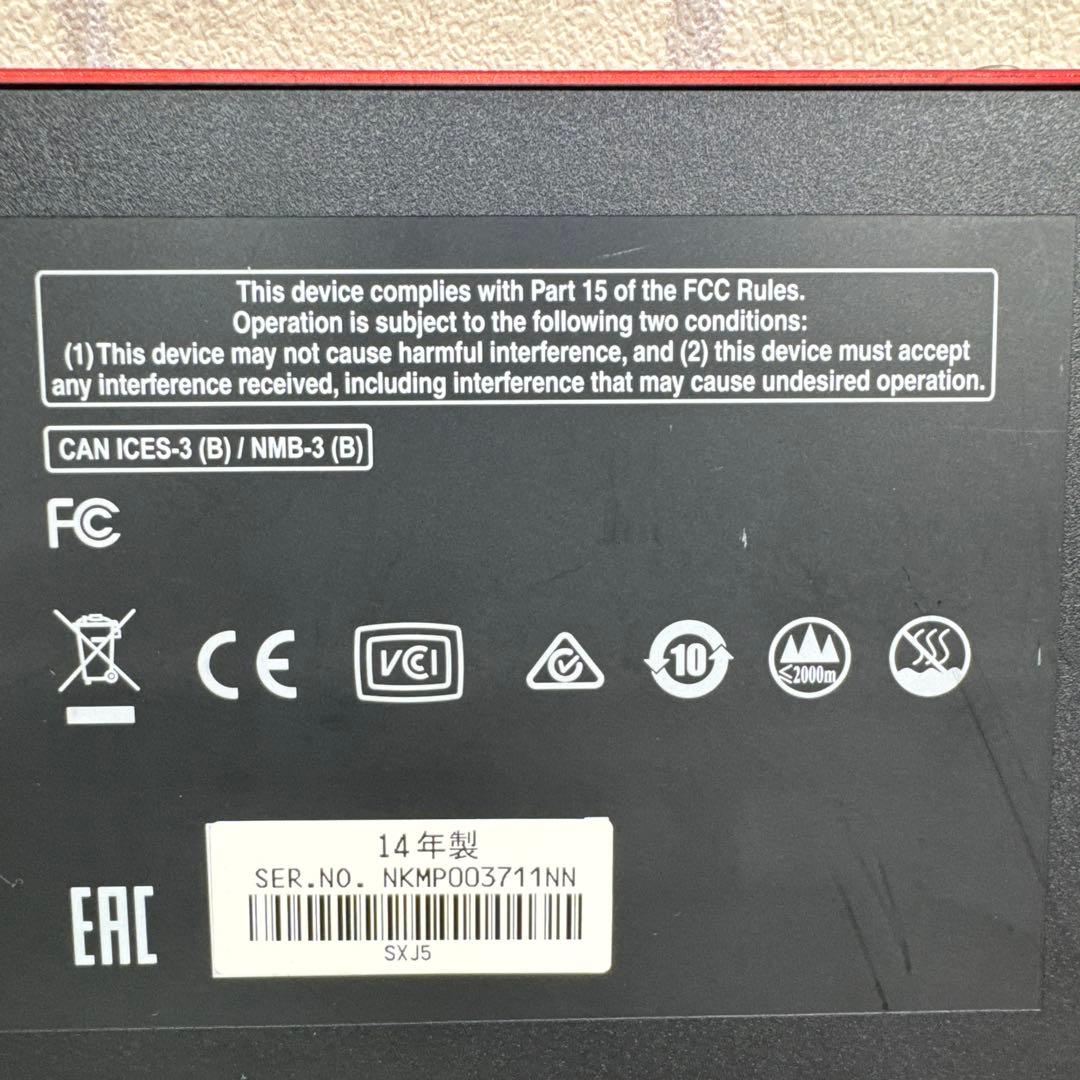 This device complies with Part 15 of the FCC Rules.
Operation is subject to the following two conditions:
(1) This device may not cause harmful interference, and (2) this device must accept
any interference received, including interference that may cause undesired operation.
CAN ICES-3 (B) / NMB-3 (B)
FC
CE
VCI
10
≤2000m
14年製
SER.NO. NKMP003711NN
SXJ5
EAC